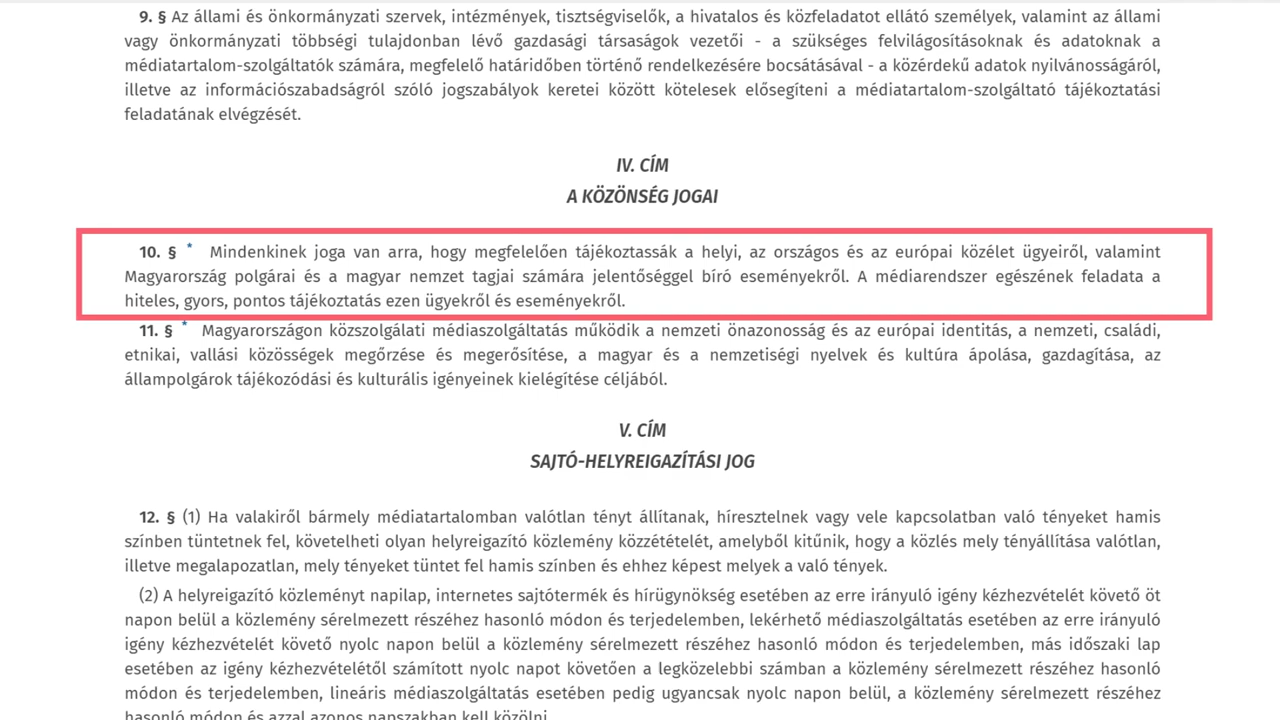 9. § Az állami és önkormányzati szervek, intézmények, tisztségviselők, a hivatalos és közfeladatot ellátó személyek, valamint az állami
vagy önkormányzati többségi tulajdonban lévő gazdasági társaságok vezetői - a szükséges felvilágosításoknak és adatoknak a
médiatartalom-szolgáltatók számára, megfelelő határidőben történő rendelkezésére bocsátásával - a közérdekű adatok nyilvánosságáról,
illetve az információszabadságról szóló jogszabályok keretei között kötelesek elősegíteni a médiatartalom-szolgáltató tájékoztatási
feladatának elvégzését.
IV. CÍM
A KÖZÖNSÉG JOGAI
10. § * Mindenkinek joga van arra, hogy megfelelően tájékoztassák a helyi, az országos és az európai közélet ügyeiről, valamint
Magyarország polgárai és a magyar nemzet tagjai számára jelentőséggel bíró eseményekről. A médiarendszer egészének feladata a
hiteles, gyors, pontos tájékoztatás ezen ügyekről és eseményekről.
11. § * Magyarországon közszolgálati médiaszolgáltatás működik a nemzeti önazonosság és az európai identitás, a nemzeti, családi,
etnikai, vallási közösségek megőrzése és megerősítése, a magyar és a nemzetiségi nyelvek és kultúra ápolása, gazdagítása, az
állampolgárok tájékozódási és kulturális igényeinek kielégítése céljából.
V. CÍM
SAJTÓ-HELYREIGAZÍTÁSI JOG
12. § (1) Ha valakiről bármely médiatartalomban valótlan tényt állítanak, híresztelnek vagy vele kapcsolatban való tényeket hamis
színben tüntetnek fel, követelheti olyan helyreigazító közlemény közzétételét, amelyből kitűnik, hogy a közlés mely tényállítása valótlan,
illetve megalapozatlan, mely tényeket tüntet fel hamis színben és ehhez képest melyek a való tények.
(2) A helyreigazító közleményt napilap, internetes sajtótermék és hírügynökség esetében az erre irányuló igény kézhezvételét követő öt
napon belül a közlemény sérelmezett részéhez hasonló módon és terjedelemben, lekérhető médiaszolgáltatás esetében az erre irányuló
igény kézhezvételét követő nyolc napon belül a közlemény sérelmezett részéhez hasonló módon és terjedelemben, más időszaki lap
esetében az igény kézhezvételétől számított nyolc napot követően a legközelebbi számban a közlemény sérelmezett részéhez hasonló
módon és terjedelemben, lineáris médiaszolgáltatás esetében pedig ugyancsak nyolc napon belül, a közlemény sérelmezett részéhez
hasonló módon és azzal azonos napszakban kell közölni.